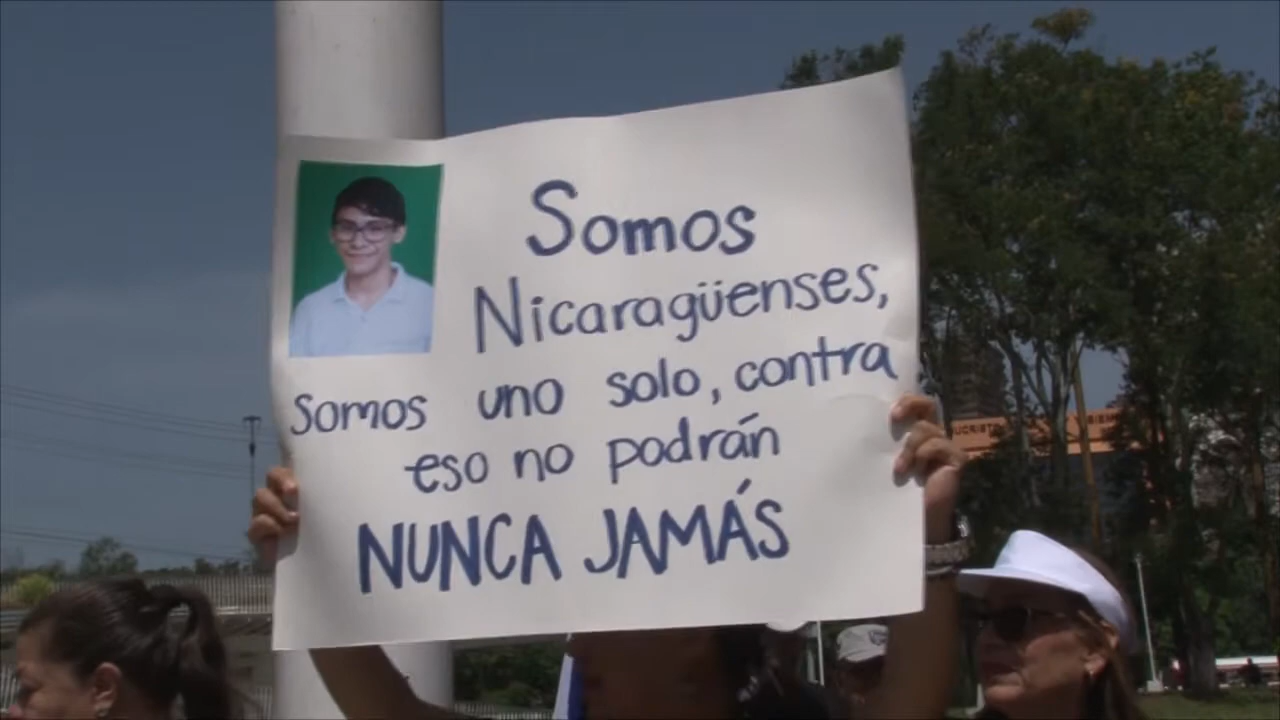 Somos
Nicaragüenses,
somos uno solo, contra
eso no podrán
NUNCA JAMÁS